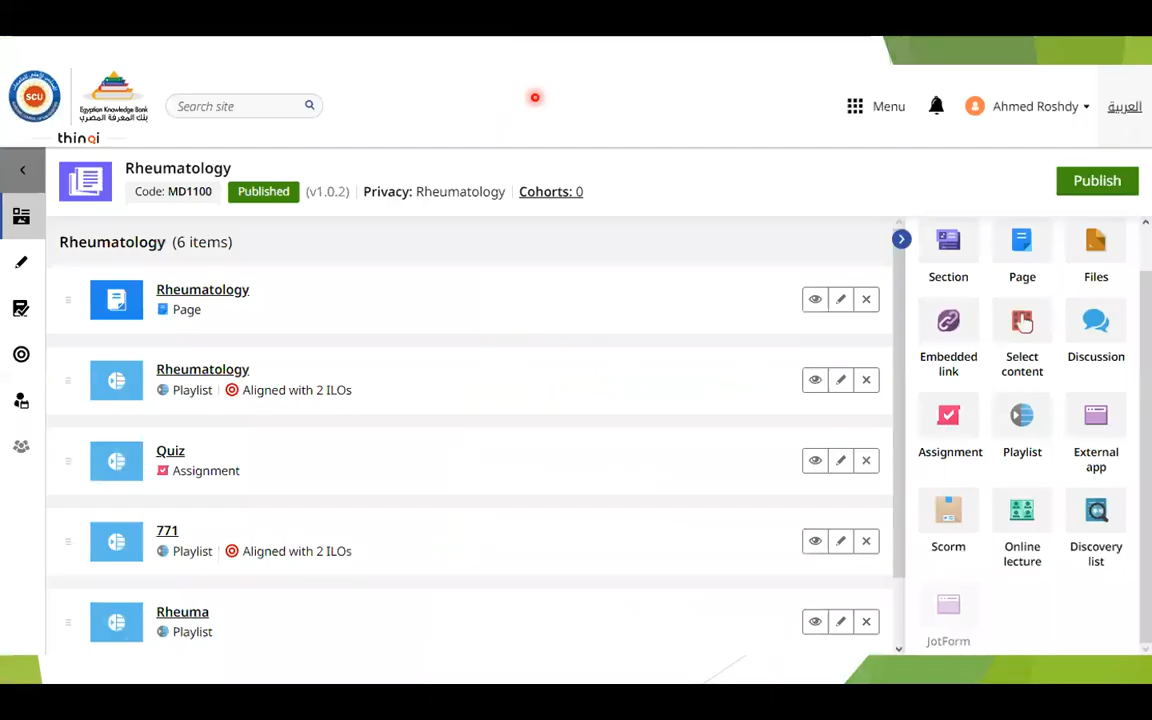 SCU
Egyptian Knowledge Bank
بنك المعرفة المصري
thinqi
Search site
Menu
Ahmed Roshdy
العربية
Rheumatology
Code: MD1100 Published (v1.0.2) Privacy: Rheumatology Cohorts: 0
Publish
Rheumatology (6 items)
Rheumatology
Page
Rheumatology
Playlist Aligned with 2 ILOs
Quiz
Assignment
771
Playlist Aligned with 2 ILOs
Rheuma
Playlist
Section
Page
Files
Embedded
link
Select
content
Discussion
Assignment
Playlist
External
app
Scorm
Online
lecture
Discovery
list
JotForm